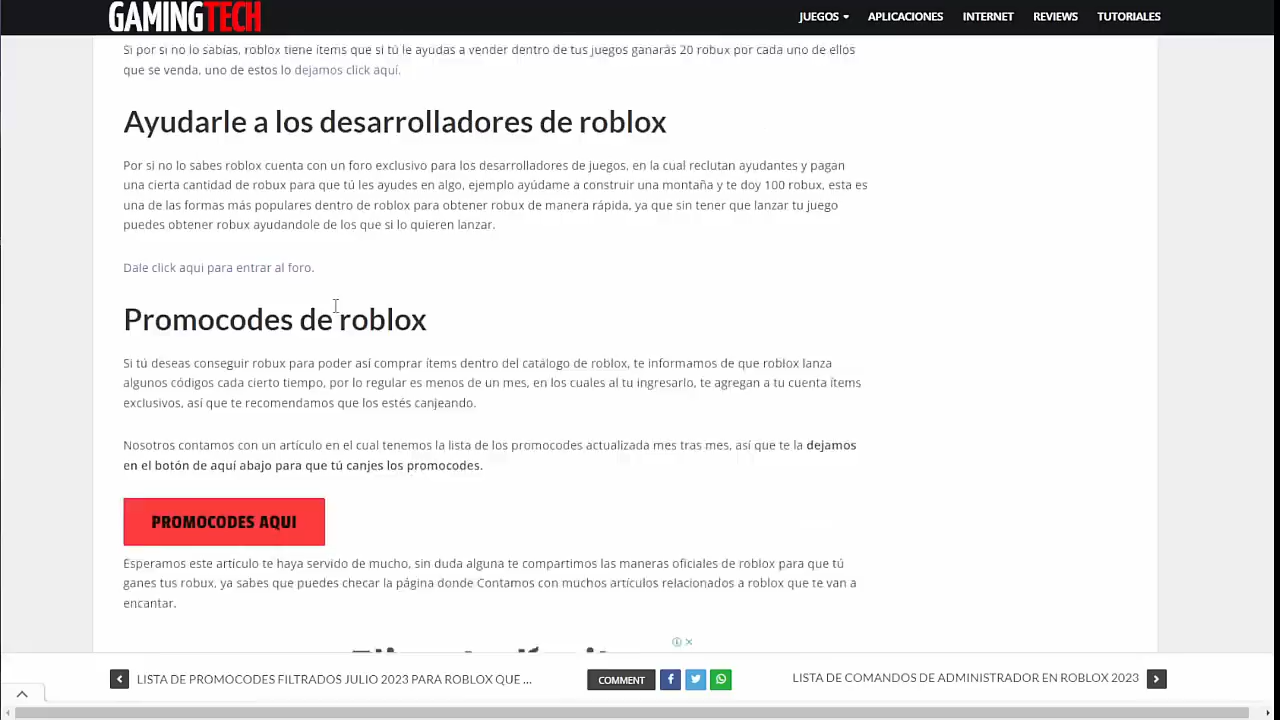 GAMINGTECH
JUEGOS
APLICACIONES
INTERNET
REVIEWS
TUTORIALES
Si por si no lo sabías, roblox tiene ítems que si tú le ayudas a vender dentro de tus juegos ganarás 20 robux por cada uno de ellos
que se venda, uno de estos lo dejamos click aquí.
Ayudarle a los desarrolladores de roblox
Por si no lo sabes roblox cuenta con un foro exclusivo para los desarrolladores de juegos, en la cual reclutan ayudantes y pagan
una cierta cantidad de robux para que tú les ayudes en algo, ejemplo ayúdame a construir una montaña y te doy 100 robux, esta es
una de las formas más populares dentro de roblox para obtener robux de manera rápida, ya que sin tener que lanzar tu juego
puedes obtener robux ayudandole de los que si lo quieren lanzar.
Dale click aqui para entrar al foro.
Promocodes de roblox
Si tú deseas conseguir robux para poder así comprar ítems dentro del catálogo de roblox, te informamos de que roblox lanza
algunos códigos cada cierto tiempo, por lo regular es menos de un mes, en los cuales al tu ingresarlo, te agregan a tu cuenta ítems
exclusivos, así que te recomendamos que los estés canjeando.
Nosotros contamos con un artículo en el cual tenemos la lista de los promocodes actualizada mes tras mes, así que te la dejamos
en el botón de aquí abajo para que tú canjes los promocodes.
PROMOCODES AQUI
Esperamos este artículo te haya servido de mucho, sin duda alguna te compartimos las maneras oficiales de roblox para que tú
ganes tus robux, ya sabes que puedes checar la página donde Contamos con muchos artículos relacionados a roblox que te van a
encantar.
LISTA DE PROMOCODES FILTRADOS JULIO 2023 PARA ROBLOX QUE ...
COMMENT
LISTA DE COMANDOS DE ADMINISTRADOR EN ROBLOX 2023